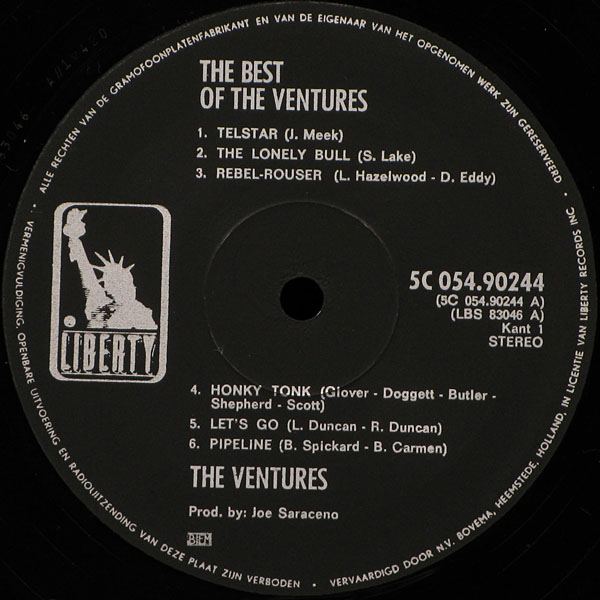 • ALLE RECHTEN VAN DE GRAMOFOONPLATENFABRIKANT EN VAN DE EIGENAAR VAN HET OPGENOMEN WERK ZIJN GERESERVEERD •
THE BEST
OF THE VENTURES
1. TELSTAR (J. Meek)
2. THE LONELY BULL (S. Lake)
3. REBEL-ROUSER (L. Hazelwood - D. Eddy)
5C 054.90244
(5C 054.90244 A)
(LBS 83046 A)
Kant 1
STEREO
LIBERTY
4. HONKY TONK (Glover - Doggett - Butler -
Shepherd - Scott)
5. LET'S GO (L. Duncan - R. Duncan)
6. PIPELINE (B. Spickard - B. Carmen)
THE VENTURES
Prod. by: Joe Saraceno
BIEM
VERMENIGVULDIGING, OPENBARE UITVOERING EN RADIOUITZENDING VAN DEZE PLAAT ZIJN VERBODEN •
VERVAARDIGD DOOR N.V. BOVEMA, HEEMSTEDE, HOLLAND, IN LICENTIE VAN LIBERTY RECORDS INC